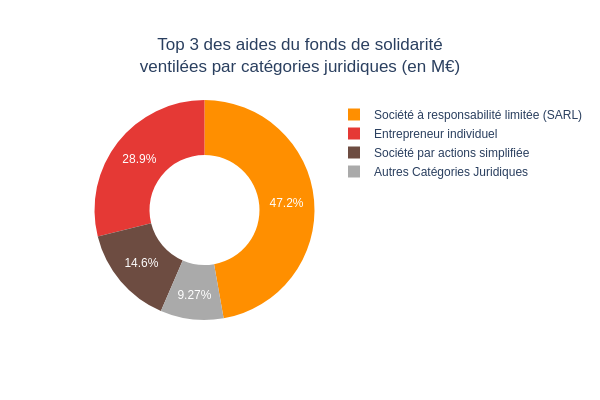 Top 3 des aides du fonds de solidarité
ventilées par catégories juridiques (en M€)
Société à responsabilité limitée (SARL)
Entrepreneur individuel
Société par actions simplifiée
Autres Catégories Juridiques
28.9%
47.2%
14.6%
9.27%